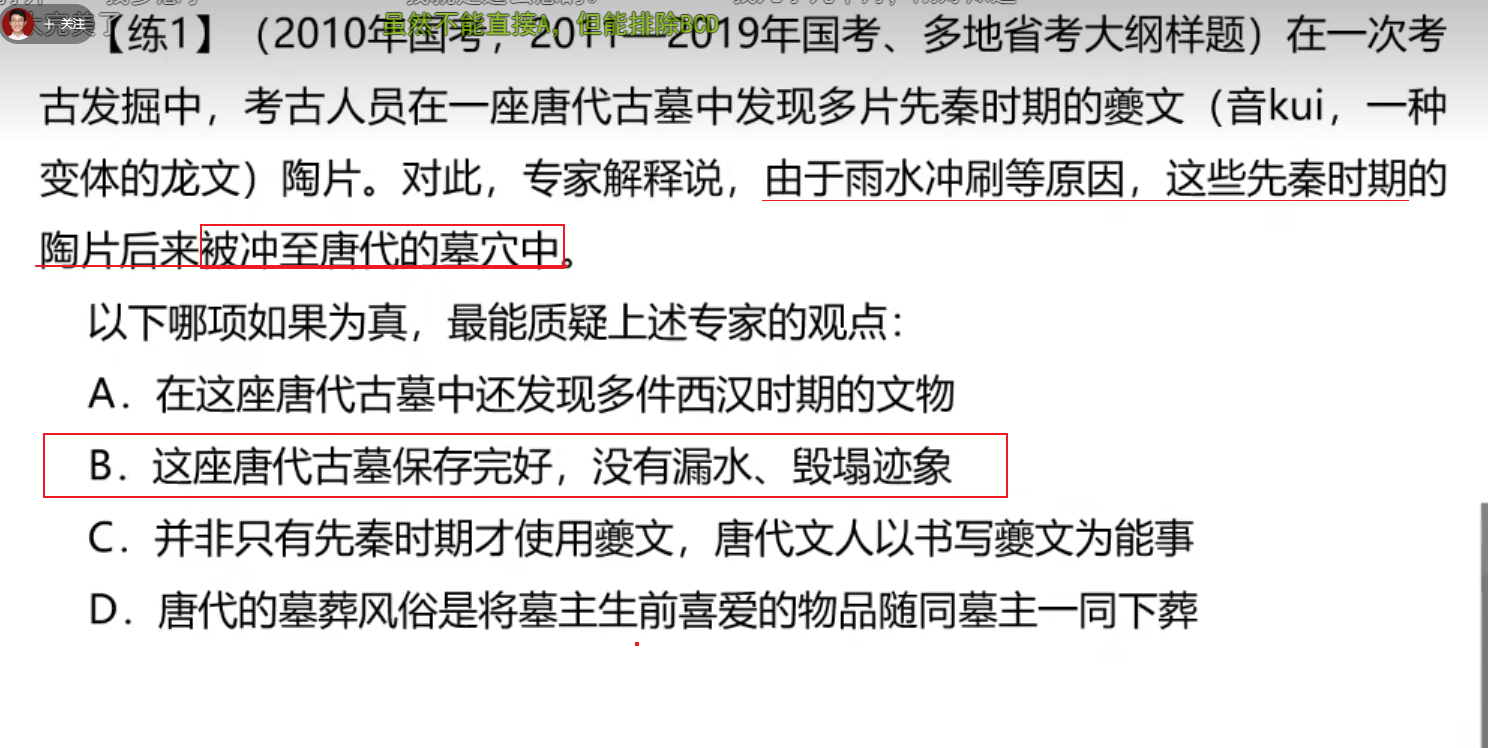 + 关注
虽然不能直接A，但能排除BCD
【练1】（2010年国考，2011—2019年国考、多地省考大纲样题）在一次考
古发掘中，考古人员在一座唐代古墓中发现多片先秦时期的夔文（音kui，一种
变体的龙文）陶片。对此，专家解释说，由于雨水冲刷等原因，这些先秦时期的
陶片后来被冲至唐代的墓穴中。
以下哪项如果为真，最能质疑上述专家的观点：
A．在这座唐代古墓中还发现多件西汉时期的文物
B．这座唐代古墓保存完好，没有漏水、毁塌迹象
C．并非只有先秦时期才使用夔文，唐代文人以书写夔文为能事
D．唐代的墓葬风俗是将墓主生前喜爱的物品随同墓主一同下葬